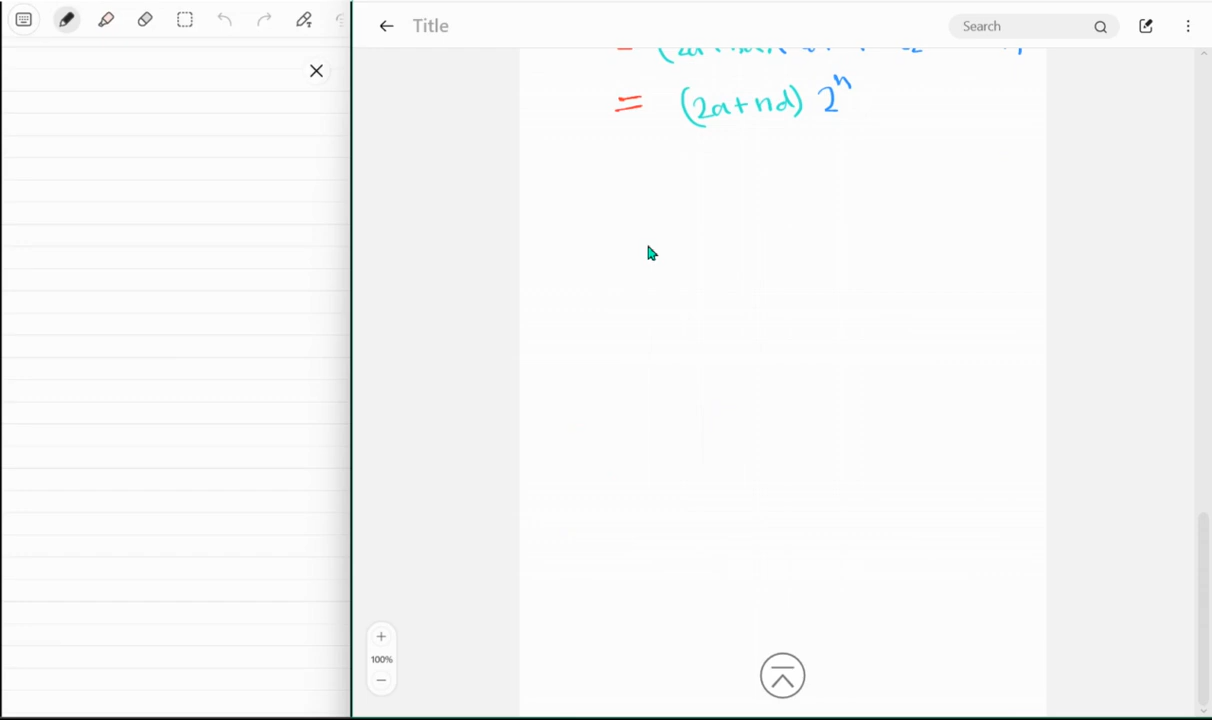 Title
Search
= (2a+nd) 2ⁿ
100%